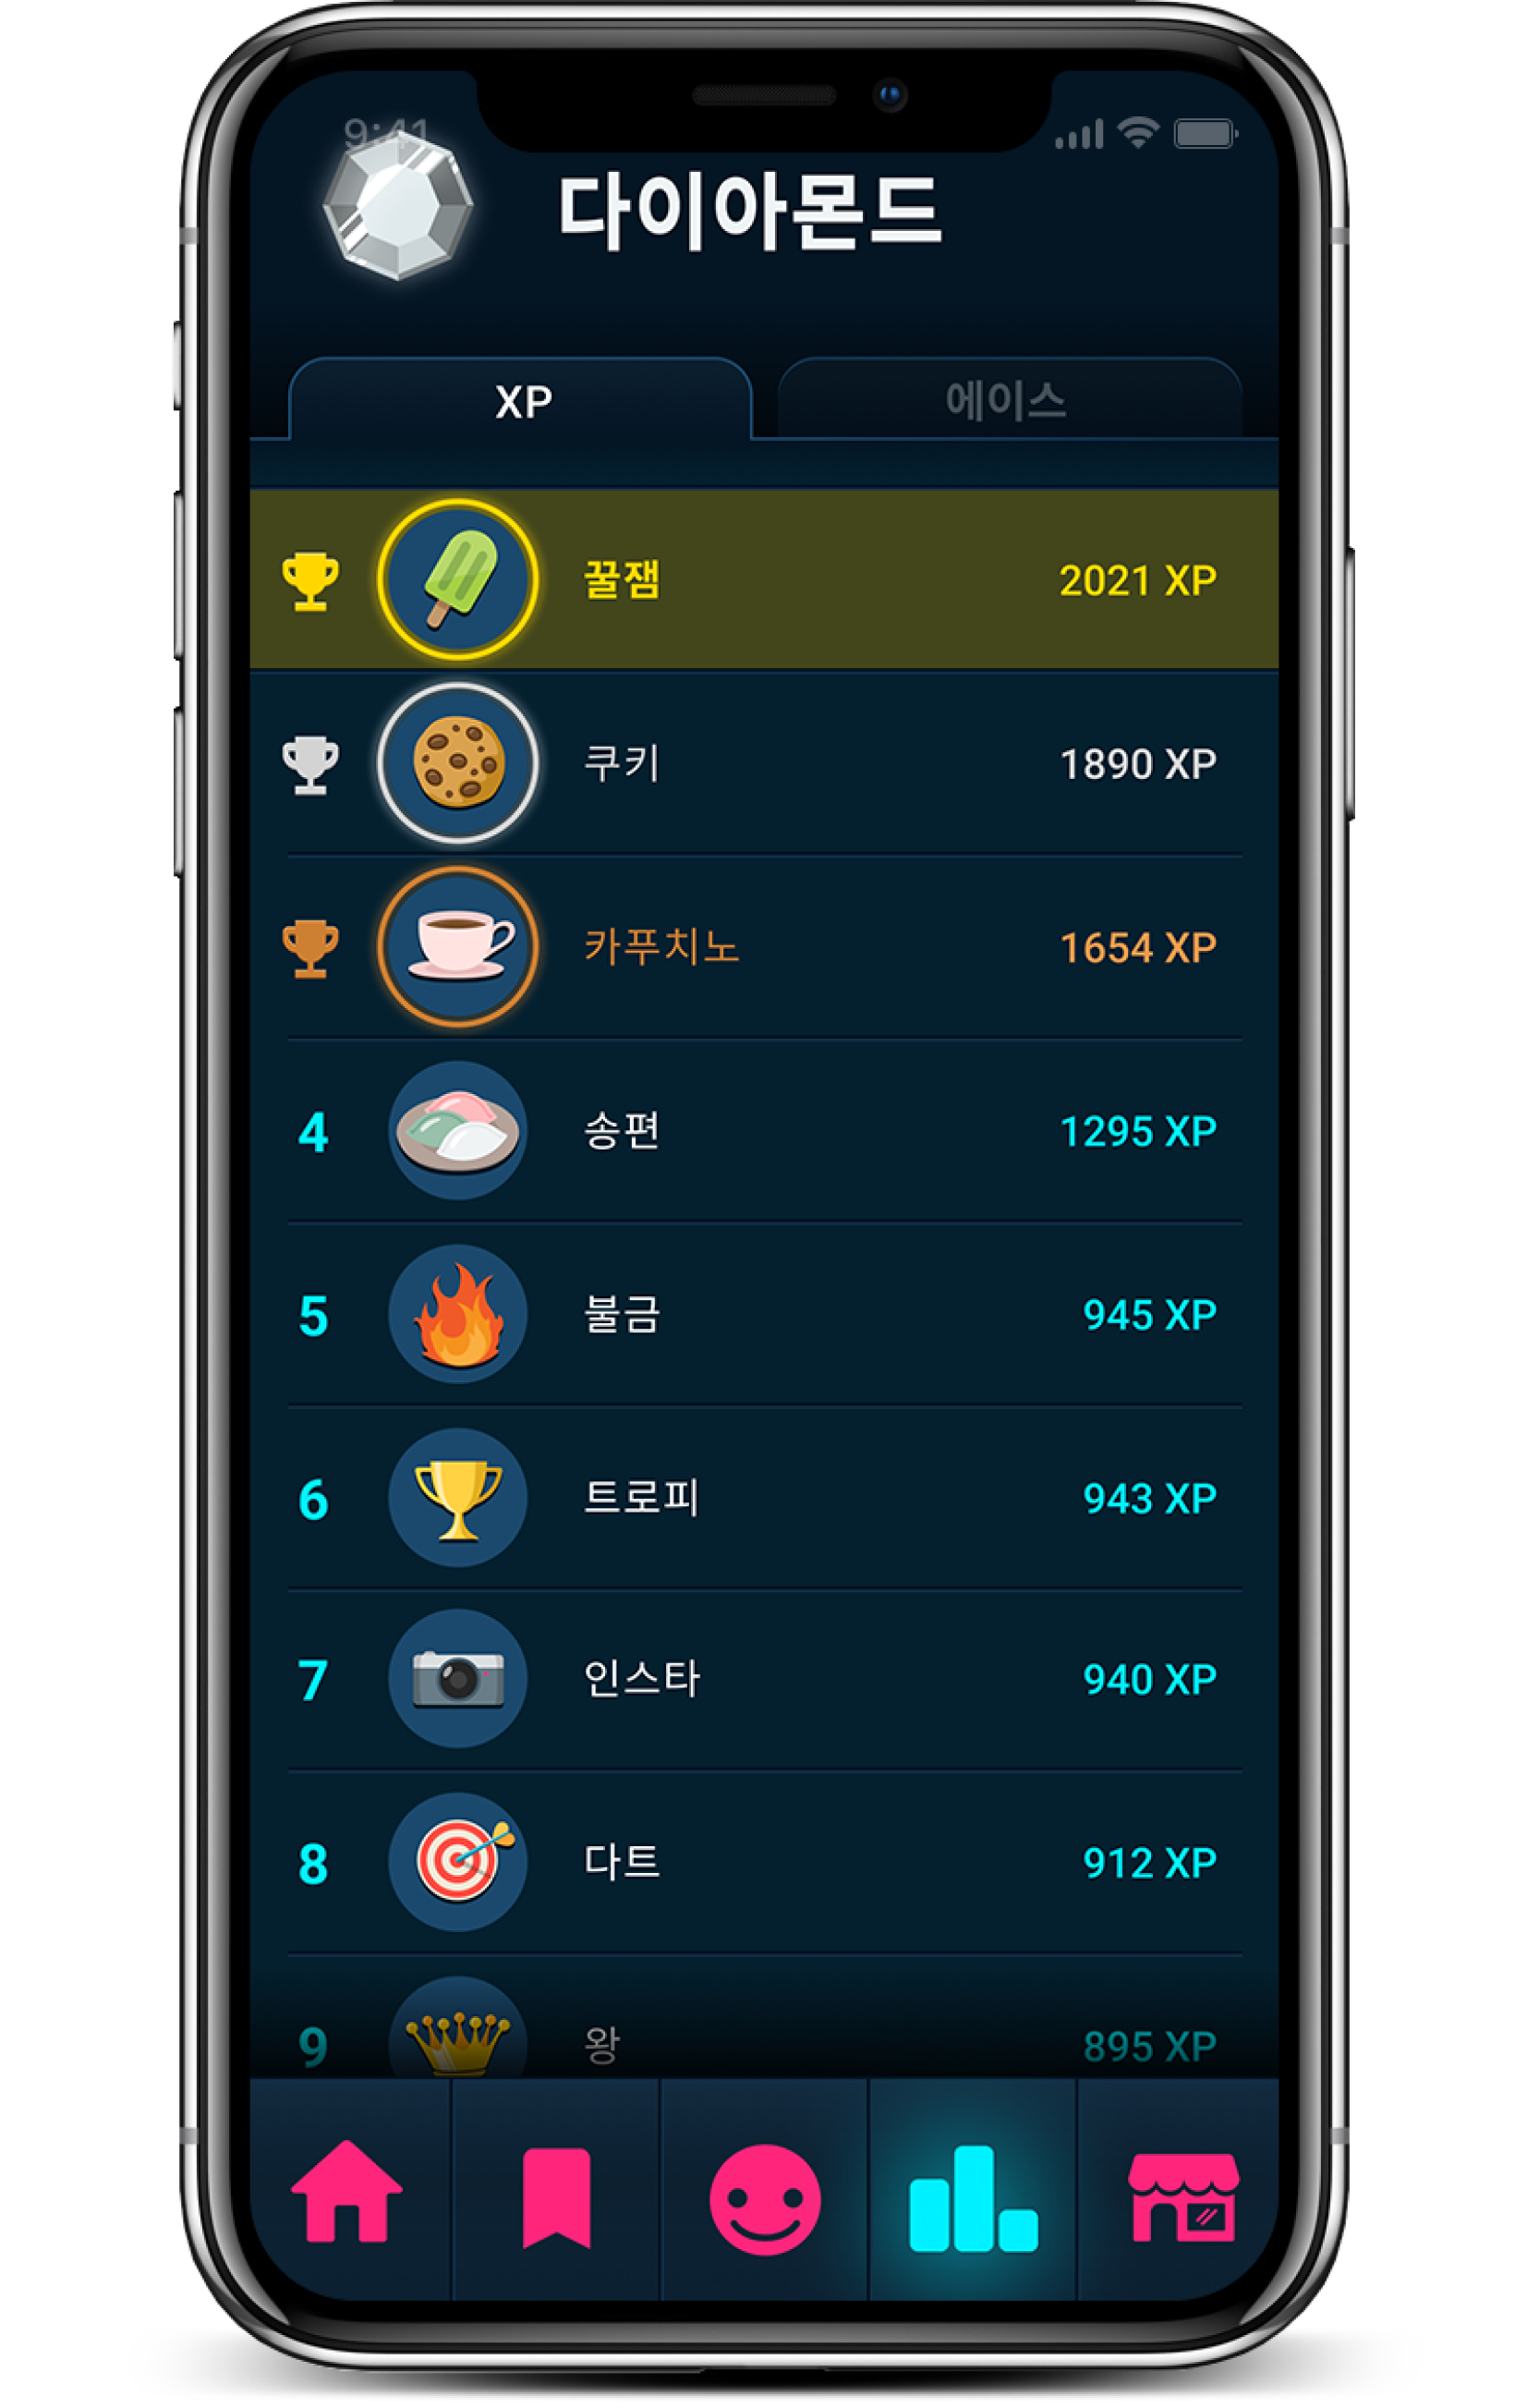 9:41
다이아몬드
XP 에이스
꿀잼 2021 XP
쿠키 1890 XP
카푸치노 1654 XP
4 송편 1295 XP
5 불금 945 XP
6 트로피 943 XP
7 인스타 940 XP
8 다트 912 XP
9 왕 895 XP